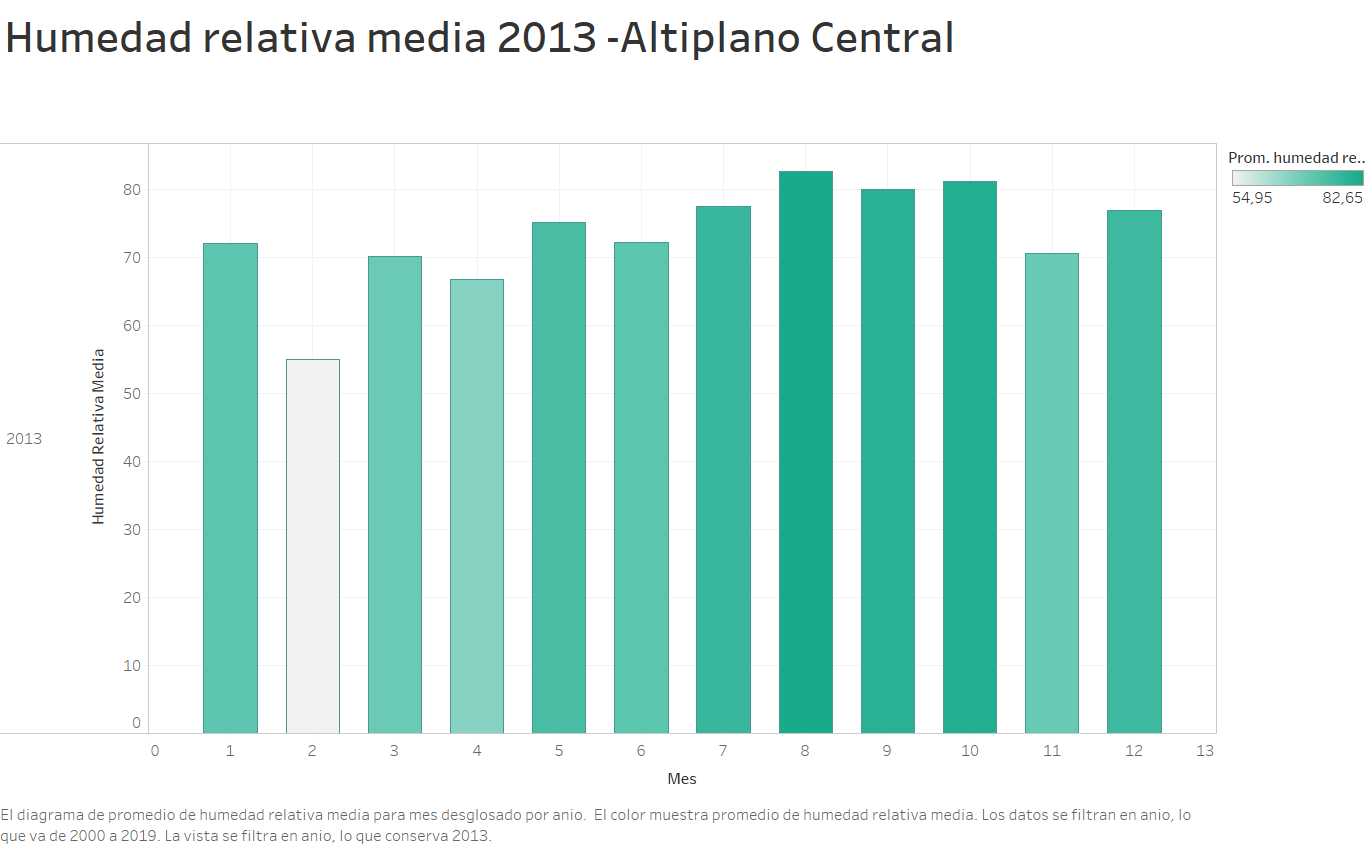 Humedad relativa media 2013 -Altiplano Central
Prom. humedad re..
54,95 82,65
2013
Humedad Relativa Media
80
70
60
50
40
30
20
10
0
0 1 2 3 4 5 6 7 8 9 10 11 12 13
Mes
El diagrama de promedio de humedad relativa media para mes desglosado por anio.  El color muestra promedio de humedad relativa media. Los datos se filtran en anio, lo
que va de 2000 a 2019. La vista se filtra en anio, lo que conserva 2013.